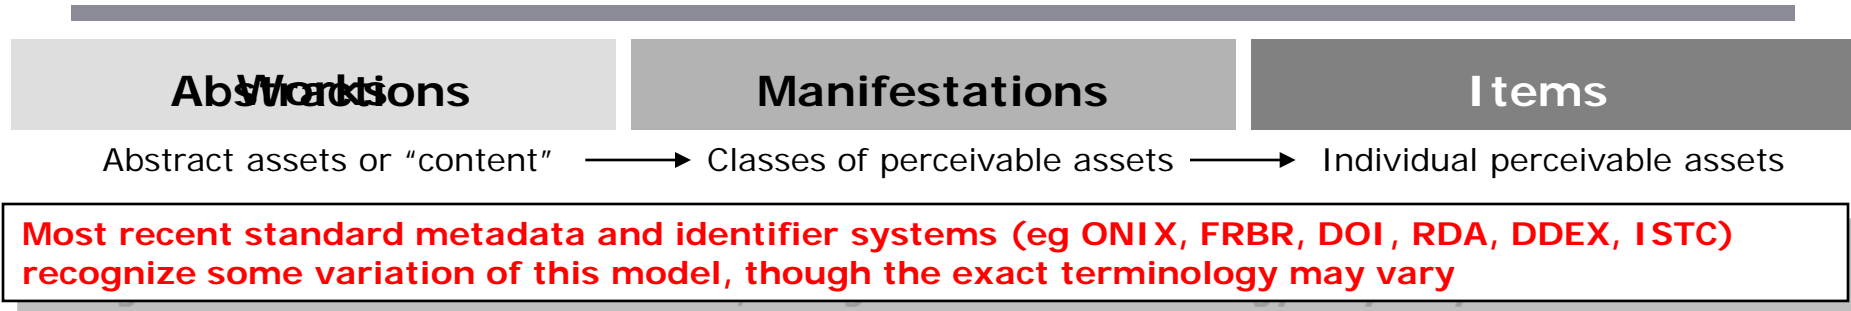 Abstractions
Works
Manifestations
Items
Abstract assets or “content”
Classes of perceivable assets
Individual perceivable assets
Most recent standard metadata and identifier systems (eg ONIX, FRBR, DOI, RDA, DDEX, ISTC)
recognize some variation of this model, though the exact terminology may vary